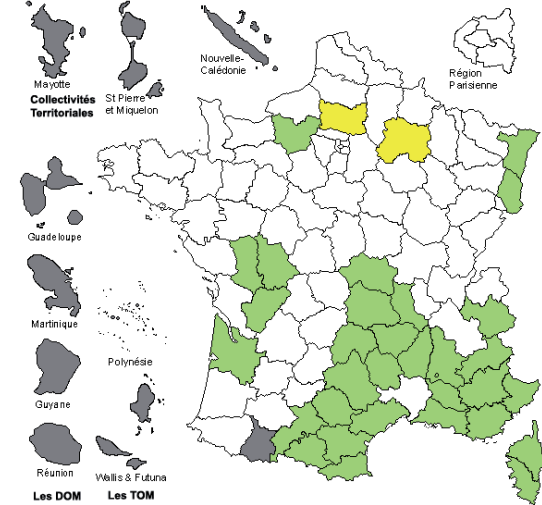 Mayotte
Collectivités
Territoriales
St Pierre
et Miquelon
Nouvelle-
Calédonie
Région
Parisienne
Guadeloupe
Martinique
Polynésie
Guyane
Réunion
Wallis & Futuna
Les DOM
Les TOM